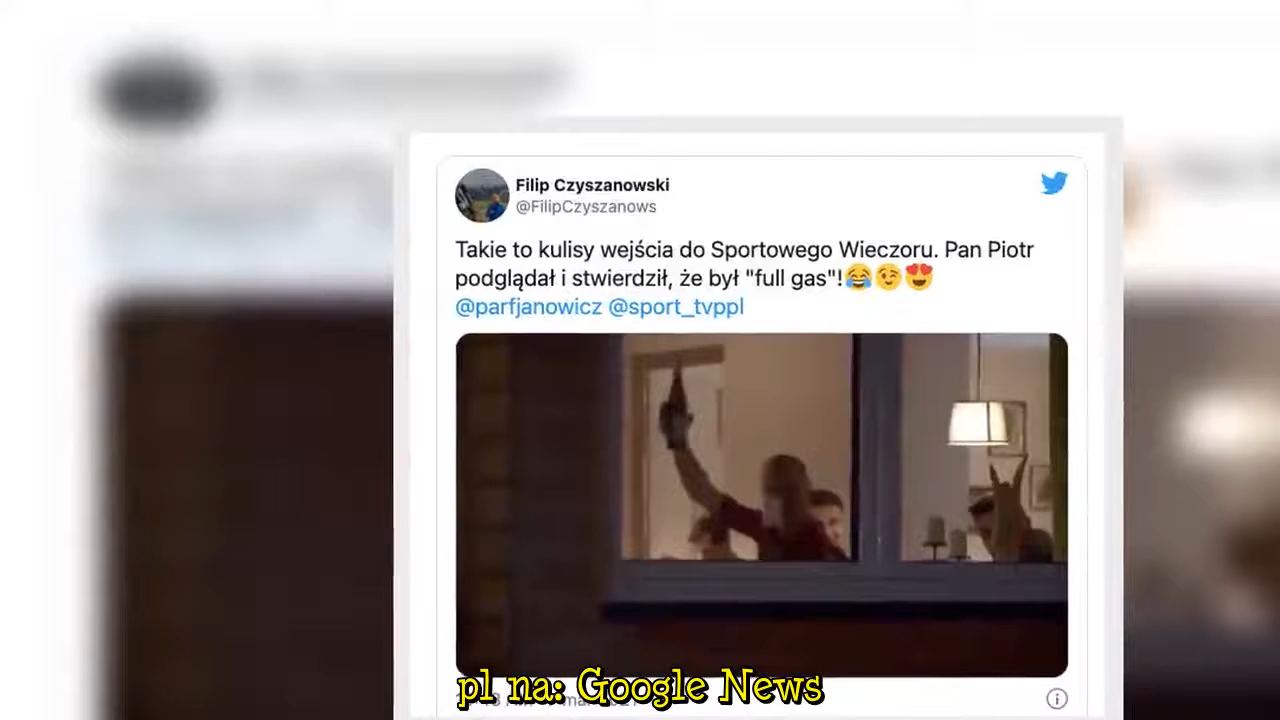 Filip Czyszanowski
@FilipCzyszanows
Takie to kulisy wejścia do Sportowego Wieczoru. Pan Piotr
podglądał i stwierdził, że był "full gas"!😂😉😍
@parfjanowicz @sport_tvppl
pl na: Google News